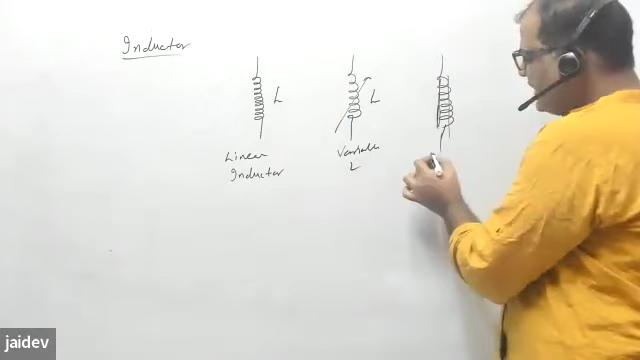 Inductor
L
L
Linear
Inductor
Variable
L
jaidev